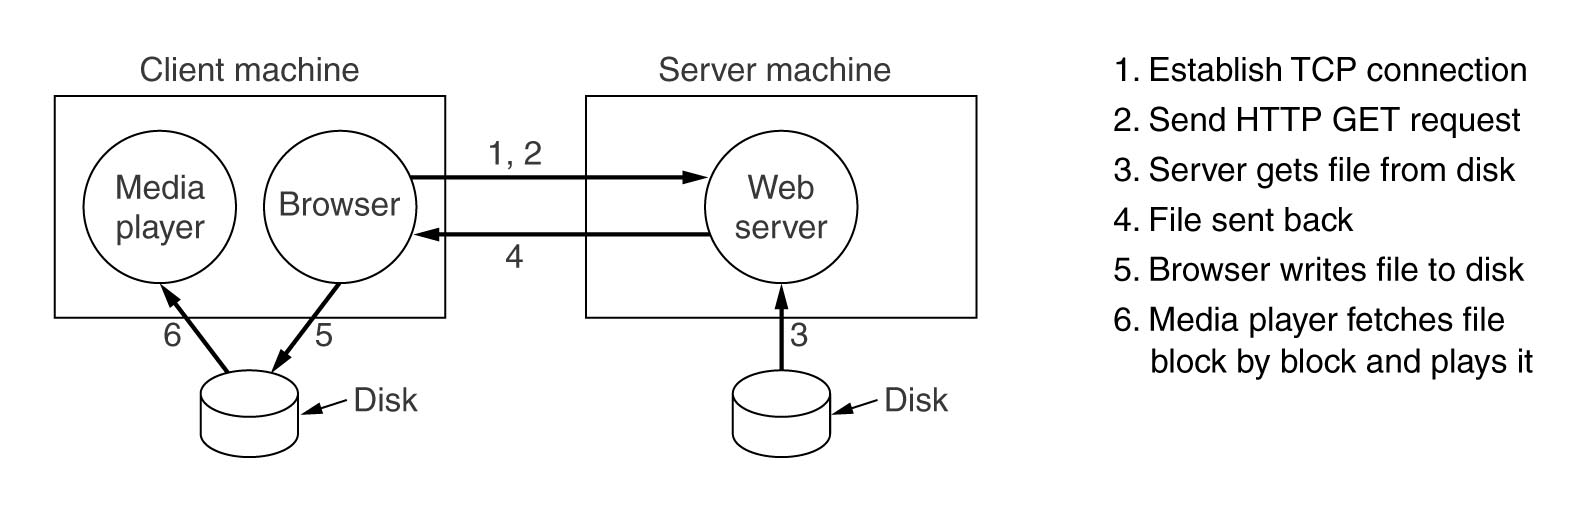 Client machine
Server machine
Media
player
Browser
1, 2
4
Web
server
6
5
3
Disk
Disk
1. Establish TCP connection
2. Send HTTP GET request
3. Server gets file from disk
4. File sent back
5. Browser writes file to disk
6. Media player fetches file
block by block and plays it